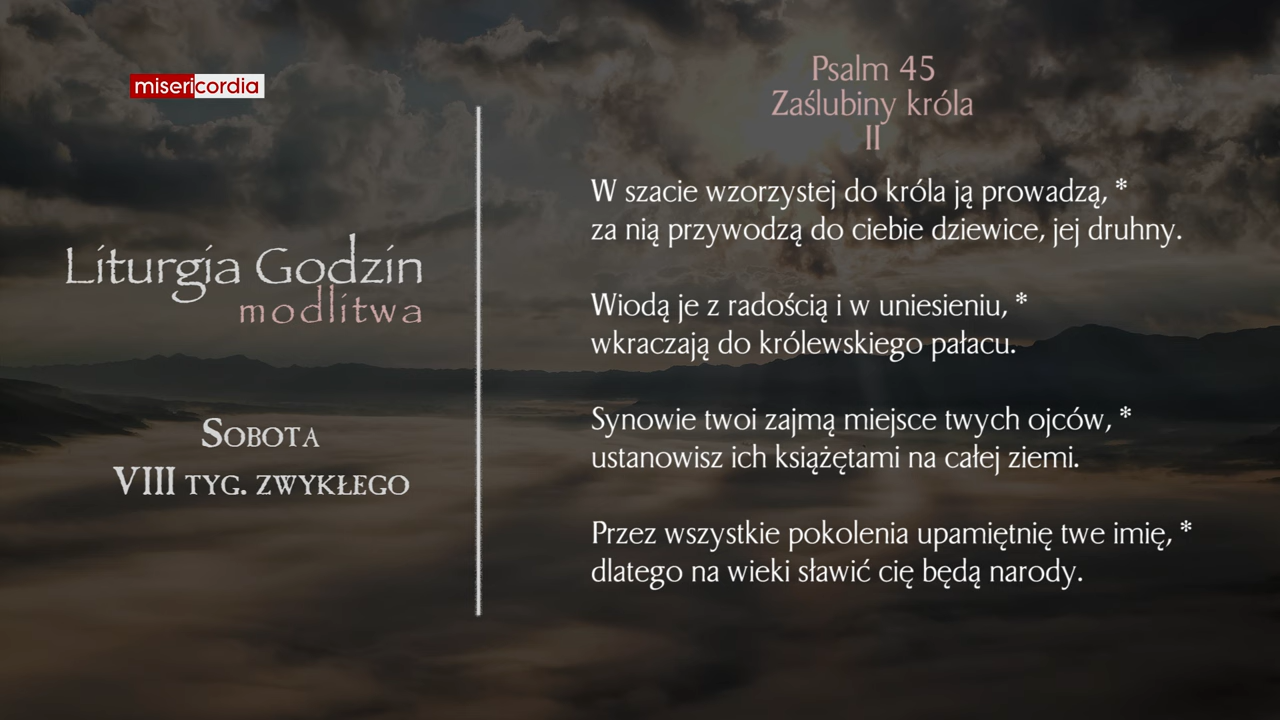 misericordia
Liturgia Godzin
modlitwa
Sobota
VIII tyg. zwykłego
Psalm 45
Zaślubiny króla
II
W szacie wzorzystej do króla ją prowadzą, *
za nią przywodzą do ciebie dziewice, jej druhny.
Wiodą je z radością i w uniesieniu, *
wkraczają do królewskiego pałacu.
Synowie twoi zajmą miejsce twych ojców, *
ustanowisz ich książętami na całej ziemi.
Przez wszystkie pokolenia upamiętnię twe imię, *
dlatego na wieki sławić cię będą narody.